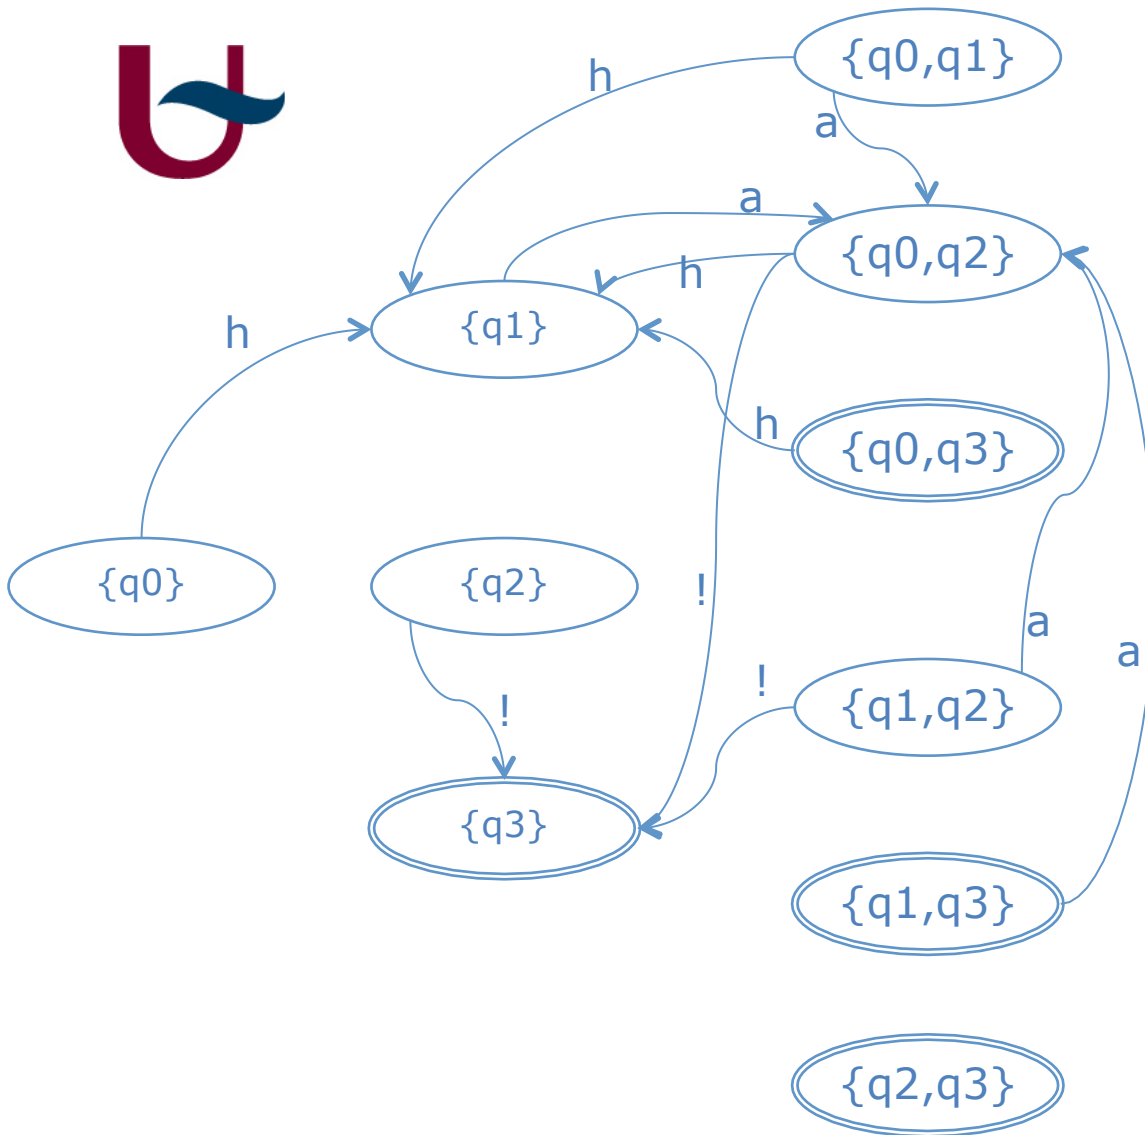 {q0,q1}
h
a
a
{q0,q2}
h
{q1}
h
h
{q0,q3}
{q0}
{q2}
!
a
a
!
{q1,q2}
!
{q3}
{q1,q3}
{q2,q3}